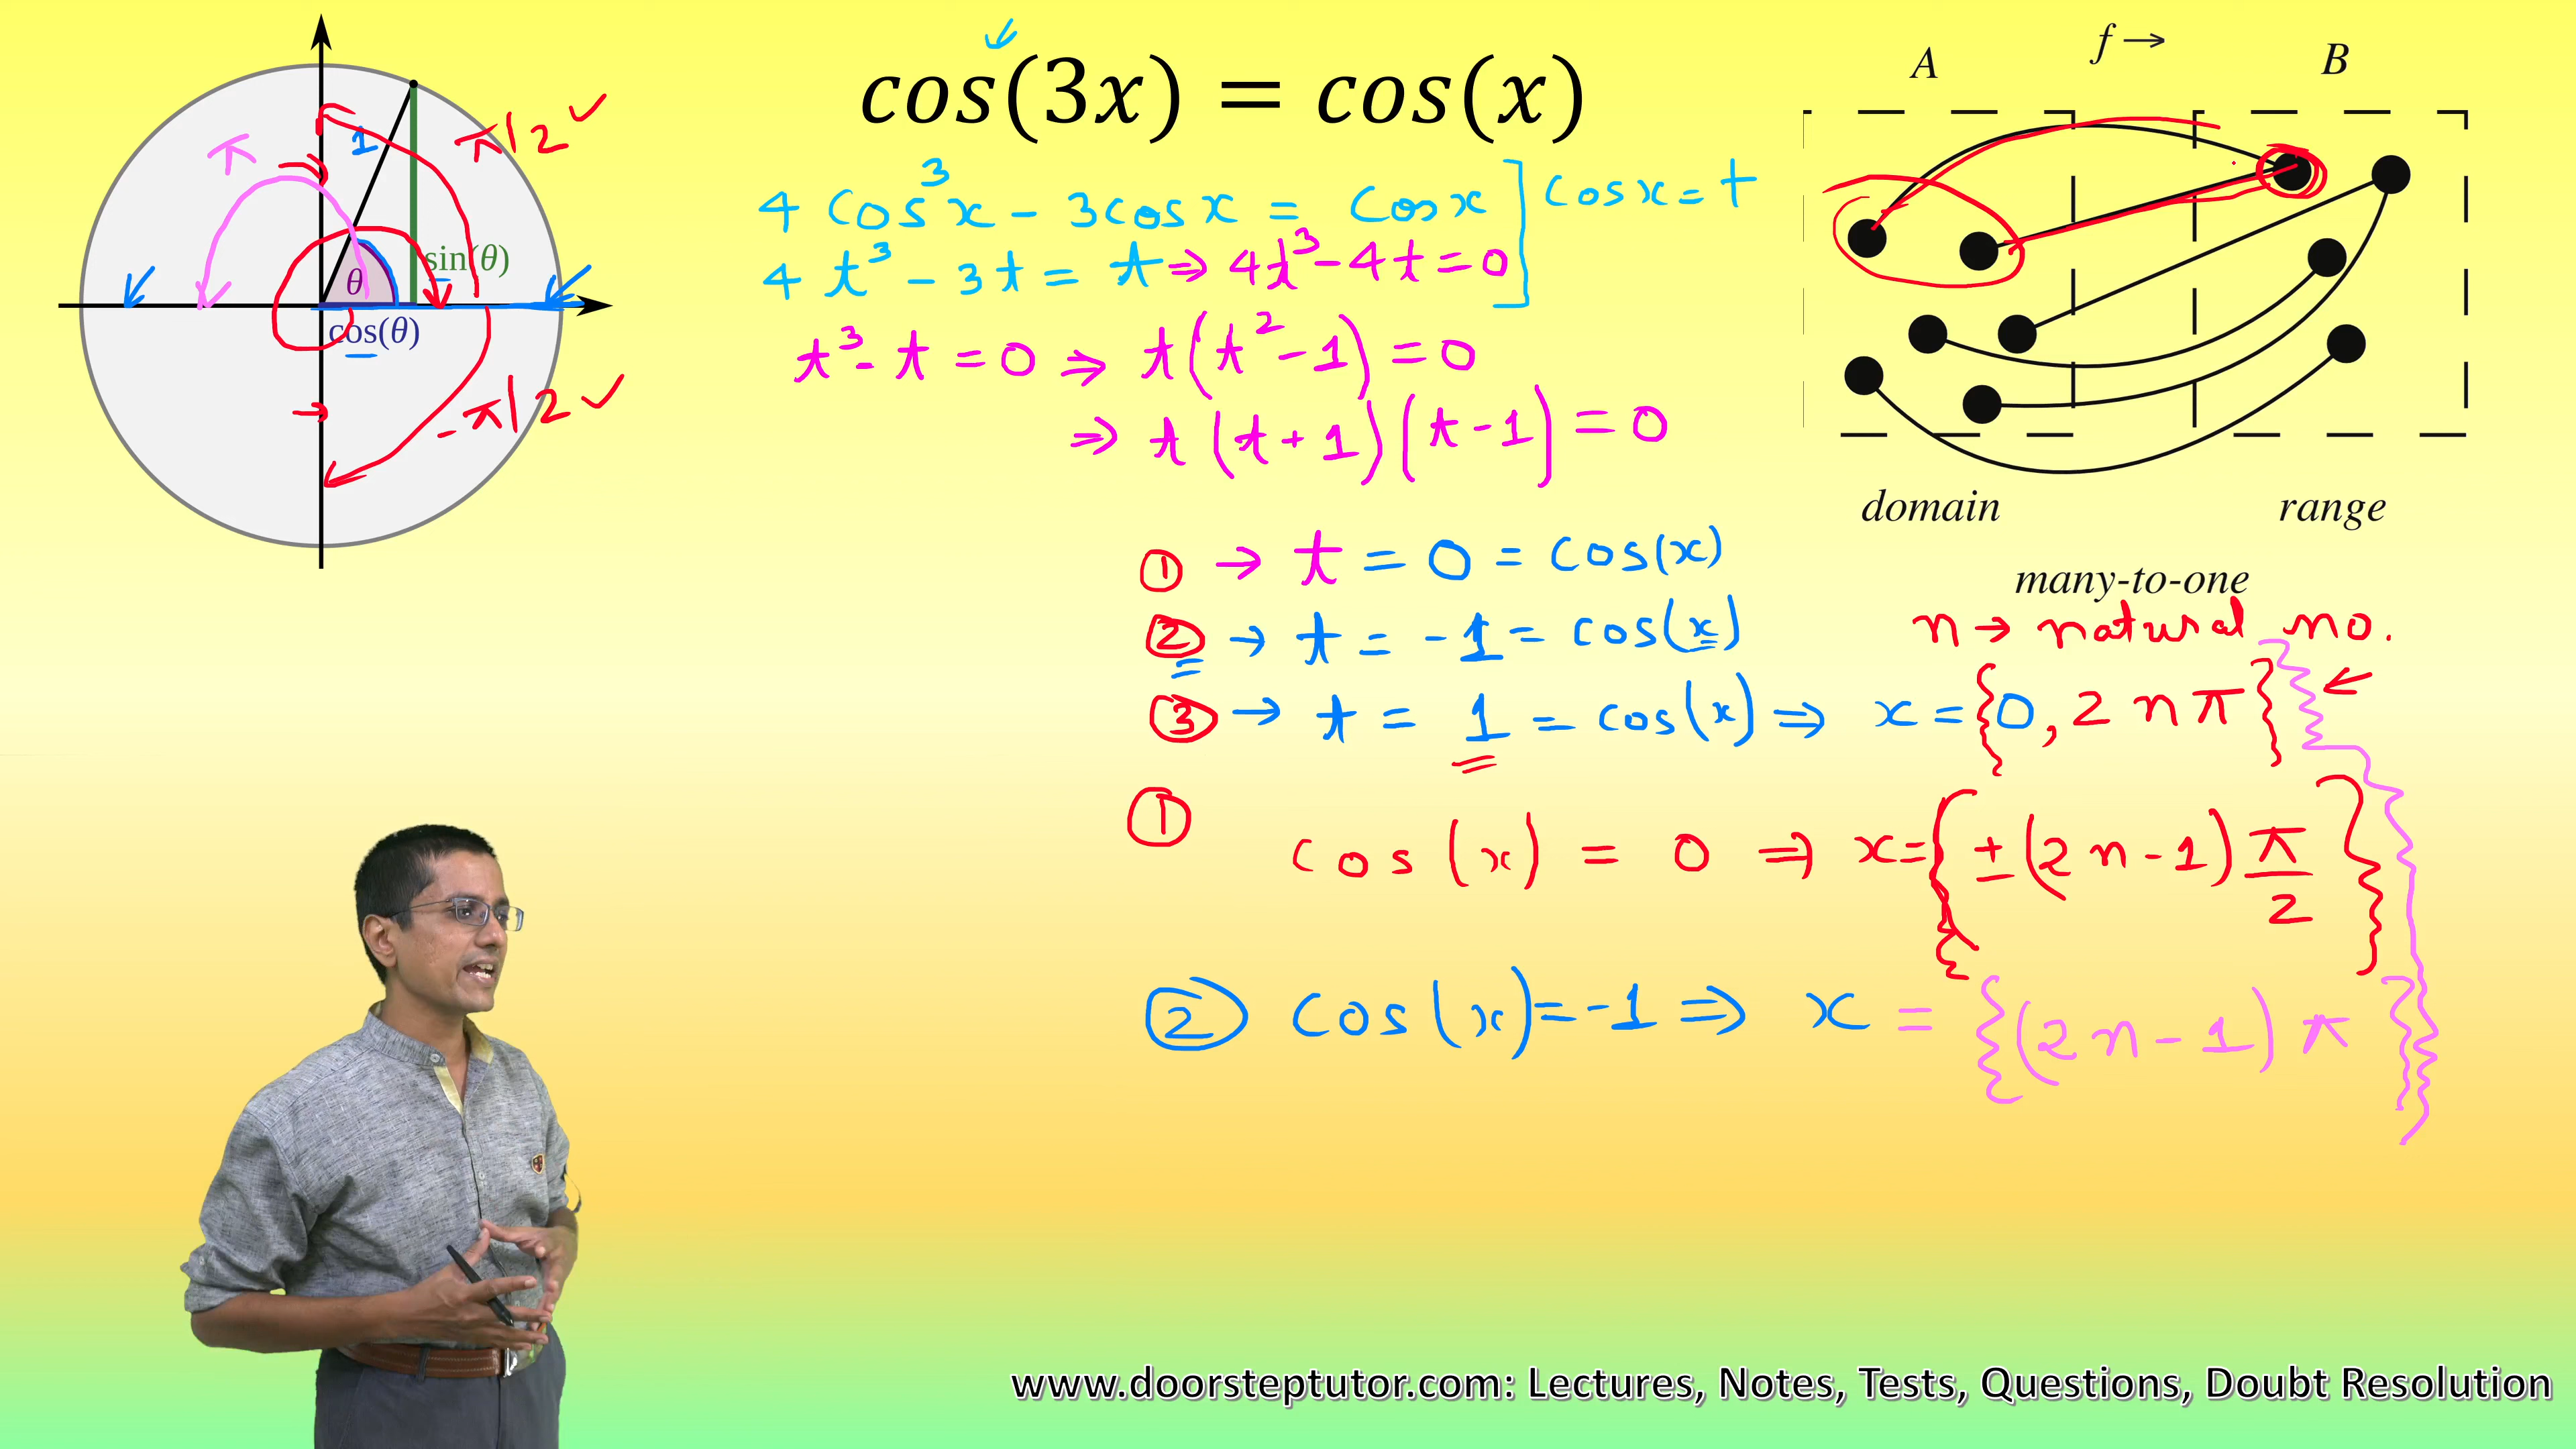 cos(3x) = cos(x)
4 cos³x - 3cosx = cosx ] cosx = t
4t³ - 3t = t ⇒ 4t³ - 4t = 0
t³ - t = 0 ⇒ t(t² - 1) = 0
⇒ t(t + 1)(t - 1) = 0
① → t = 0 = cos(x)
② → t = -1 = cos(x)
③ → t = 1 = cos(x) ⇒ x = {0, 2nπ}
① cos(x) = 0 ⇒ x = {±(2n-1)π/2}
② cos(x) = -1 ⇒ x = {(2n-1)π}
π
1
π/2 ✓
θ
sin(θ)
cos(θ)
-π/2 ✓
A
f →
B
domain
range
many-to-one
n → natural no.
www.doorsteptutor.com: Lectures, Notes, Tests, Questions, Doubt Resolution